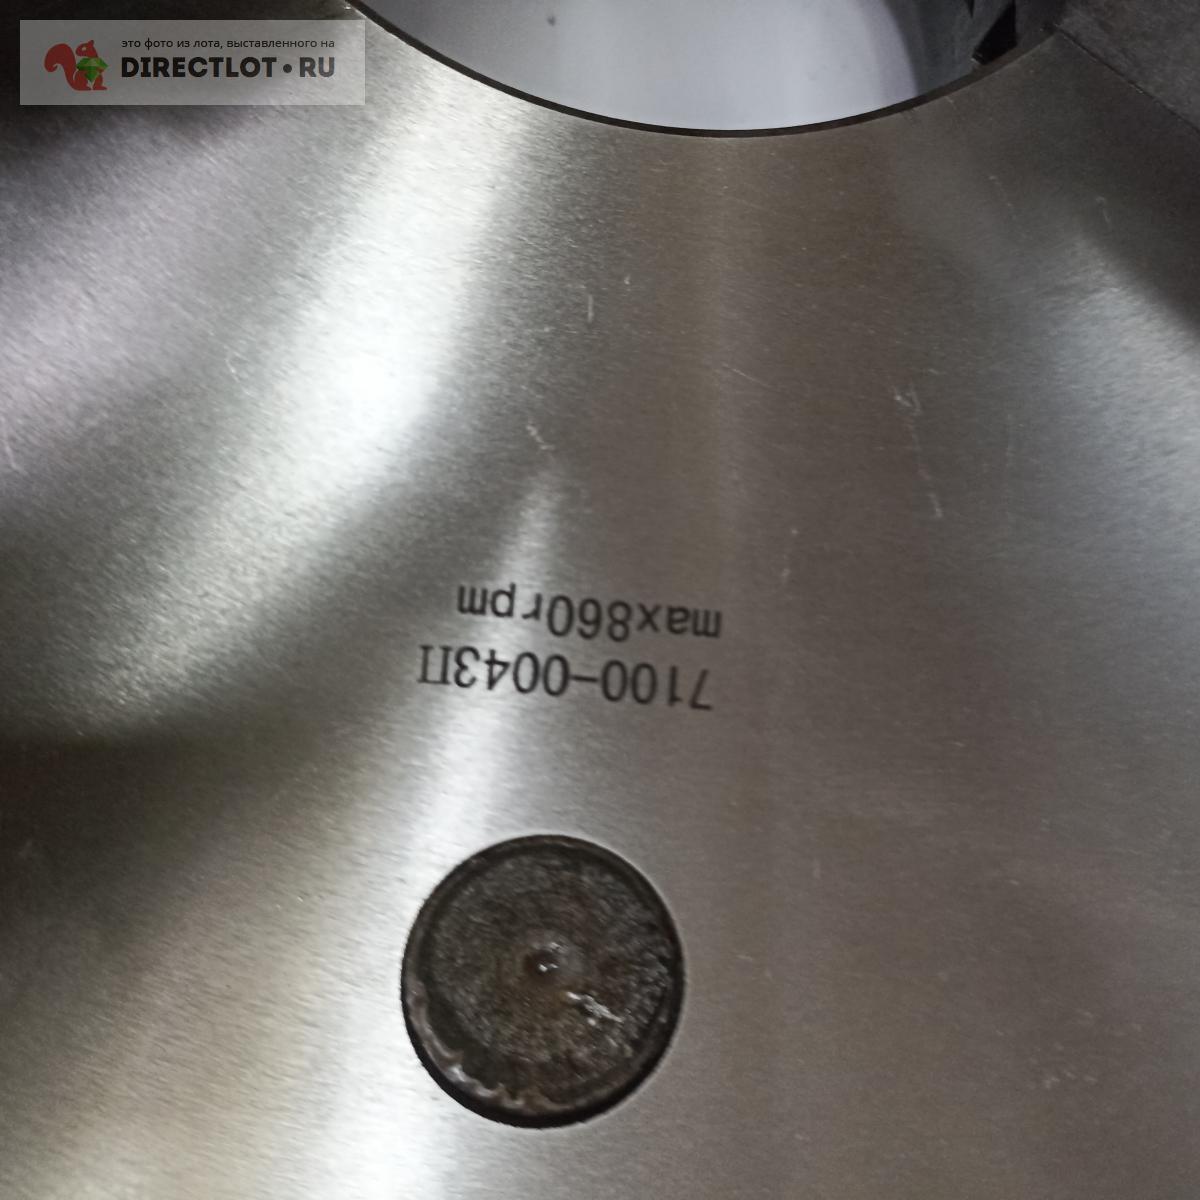 это фото из лота, выставленного на
DIRECTLOT.RU
7100-0043П
max860rpm